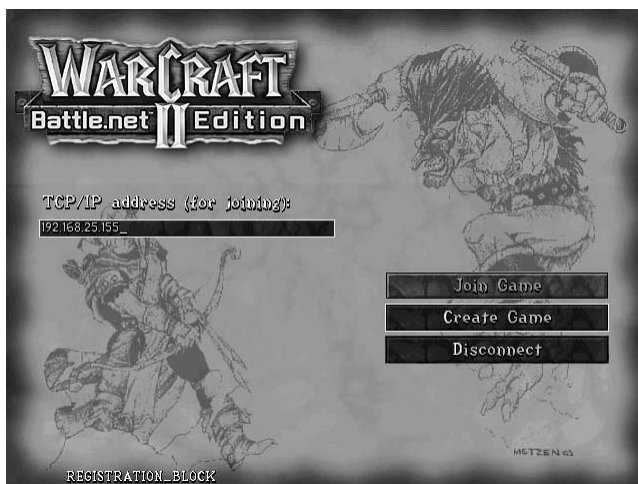 WARCRAFT
II
Battle.net™ Edition
TCP/IP address (for joining):
192.168.25.155_
Join Game
Create Game
Disconnect
METZEN 95
REGISTRATION_BLOCK